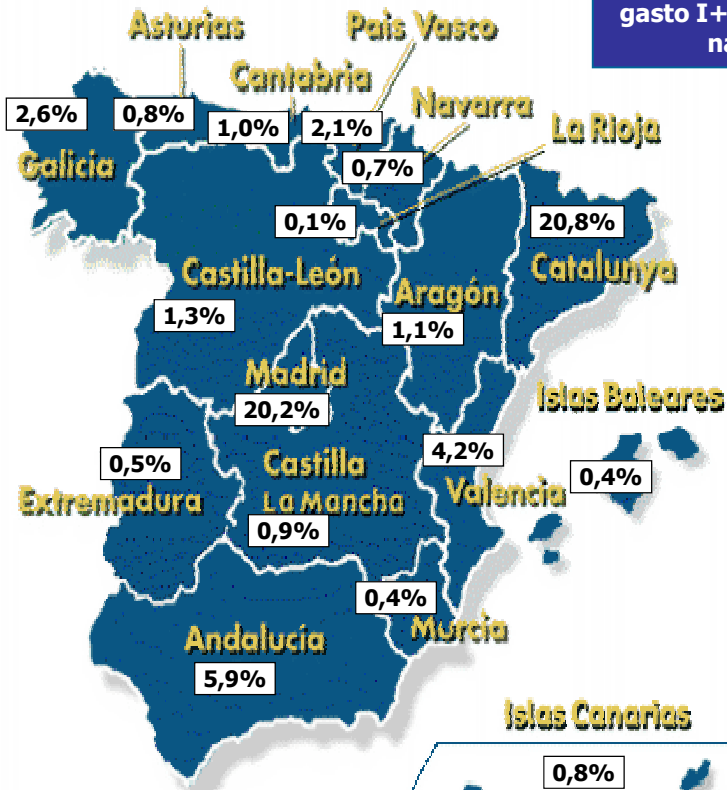 gasto I+
na
Asturias
Pais Vasco
Cantabria
Navarra
La Rioja
2,6%
0,8%
1,0%
2,1%
Galicia
0,7%
0,1%
20,8%
Castilla-León
Aragón
Catalunya
1,3%
1,1%
Madrid
20,2%
Islas Baleares
0,5%
Castilla
La Mancha
4,2%
Valencia
0,4%
Extremadura
0,9%
0,4%
Murcia
Andalucía
5,9%
Islas Canarias
0,8%